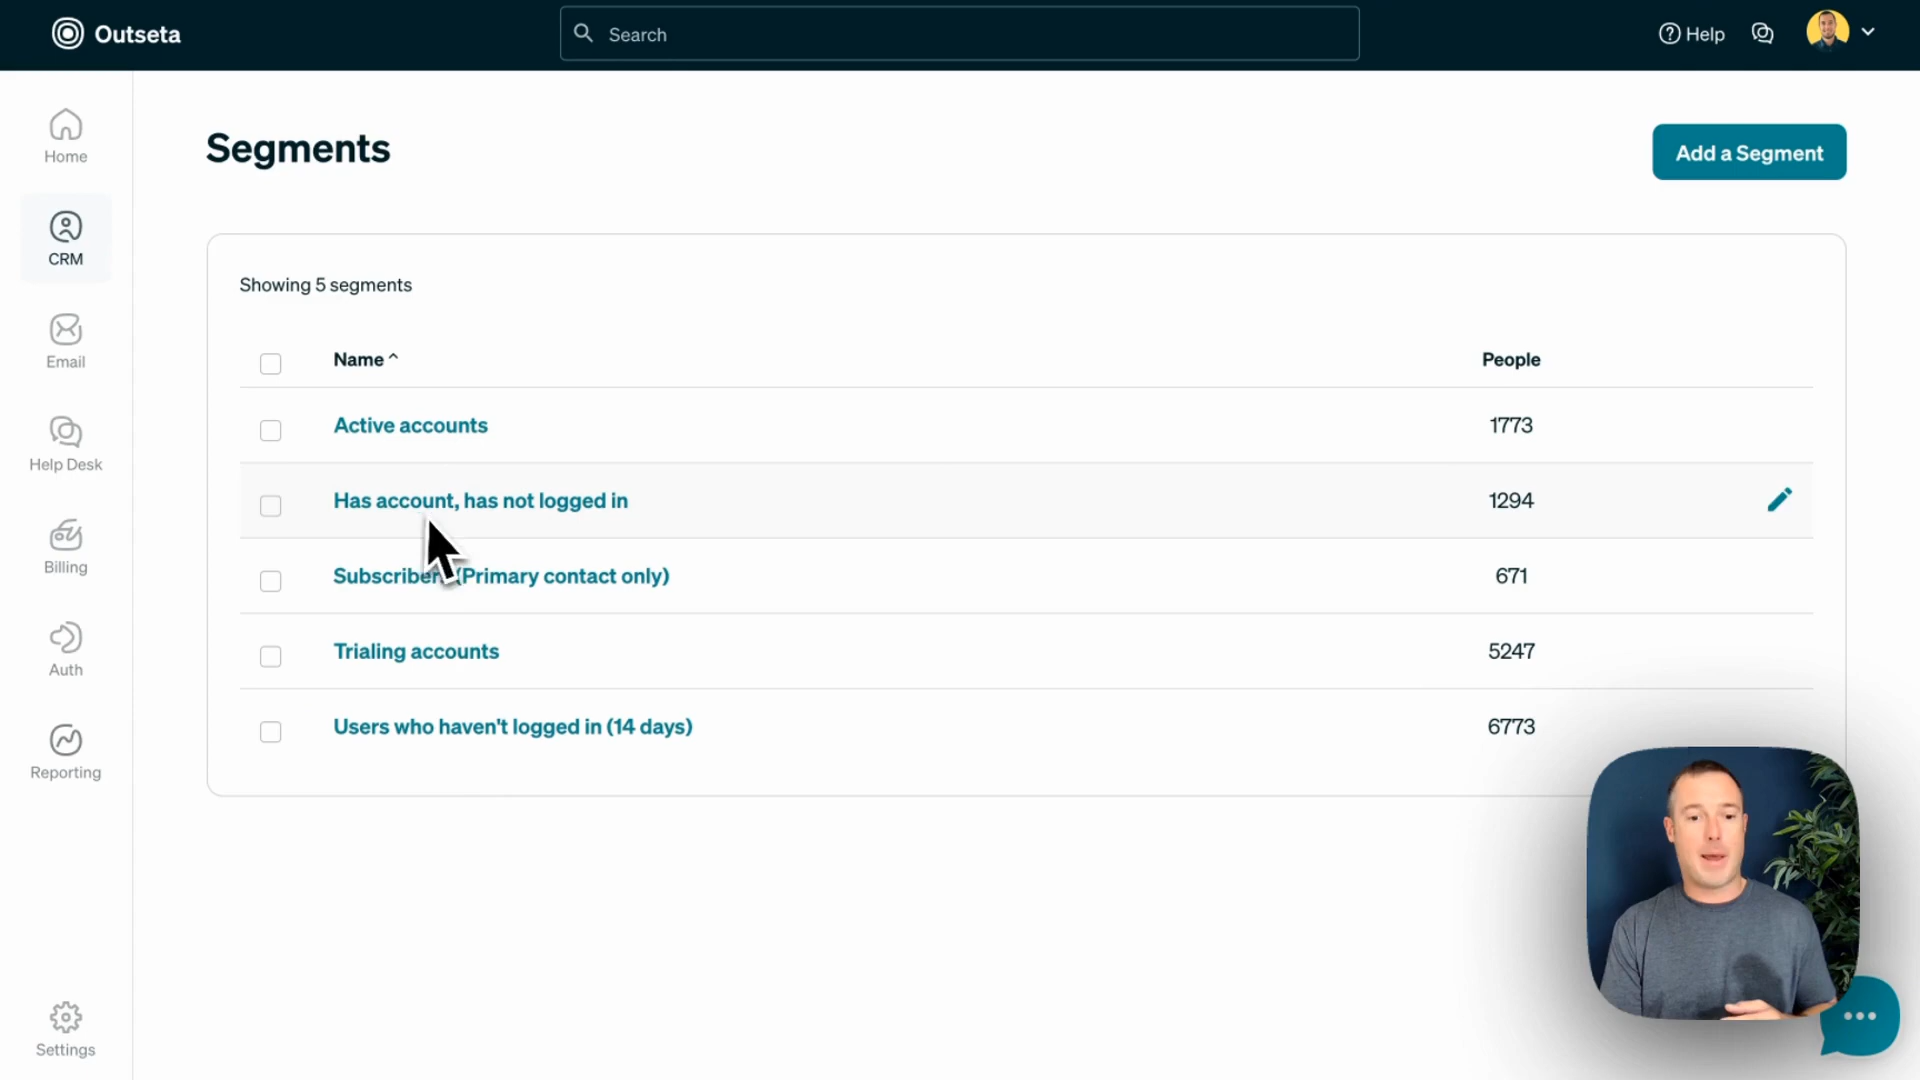 Outseta
Search
Help
Home
CRM
Email
Help Desk
Billing
Auth
Reporting
Settings
Segments
Add a Segment
Showing 5 segments
Name
People
Active accounts
1773
Has account, has not logged in
1294
(Primary contact only)
671
Trialing accounts
5247
Users who haven't logged in (14 days)
6773